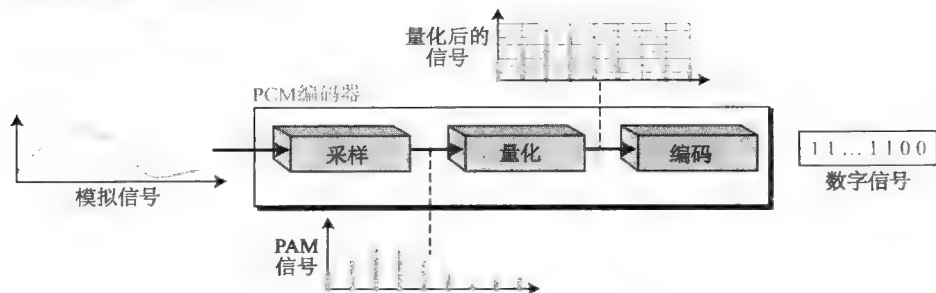 量化后的
信号
PCM编码器
采样
量化
编码
11...1100
数字信号
模拟信号
PAM
信号